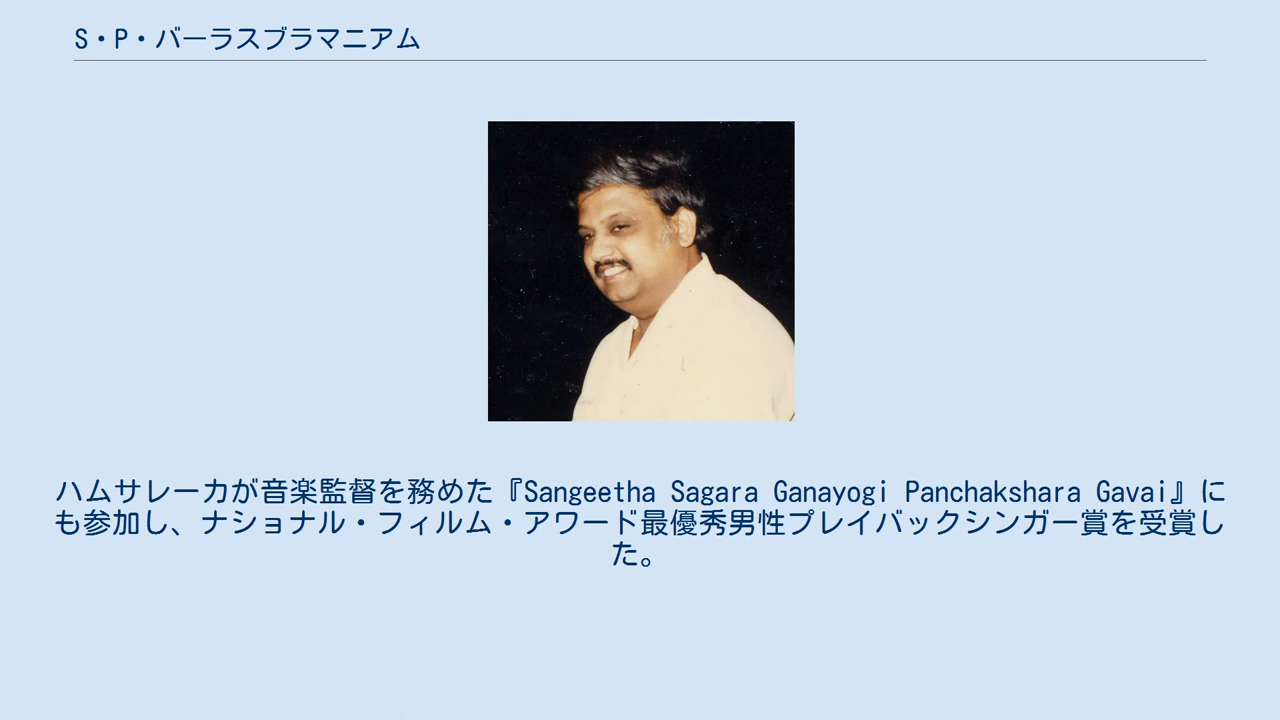 S・P・バーラスブラマニアム
ハムサレーカが音楽監督を務めた『Sangeetha Sagara Ganayogi Panchakshara Gavai』に
も参加し、ナショナル・フィルム・アワード最優秀男性プレイバックシンガー賞を受賞し
た。